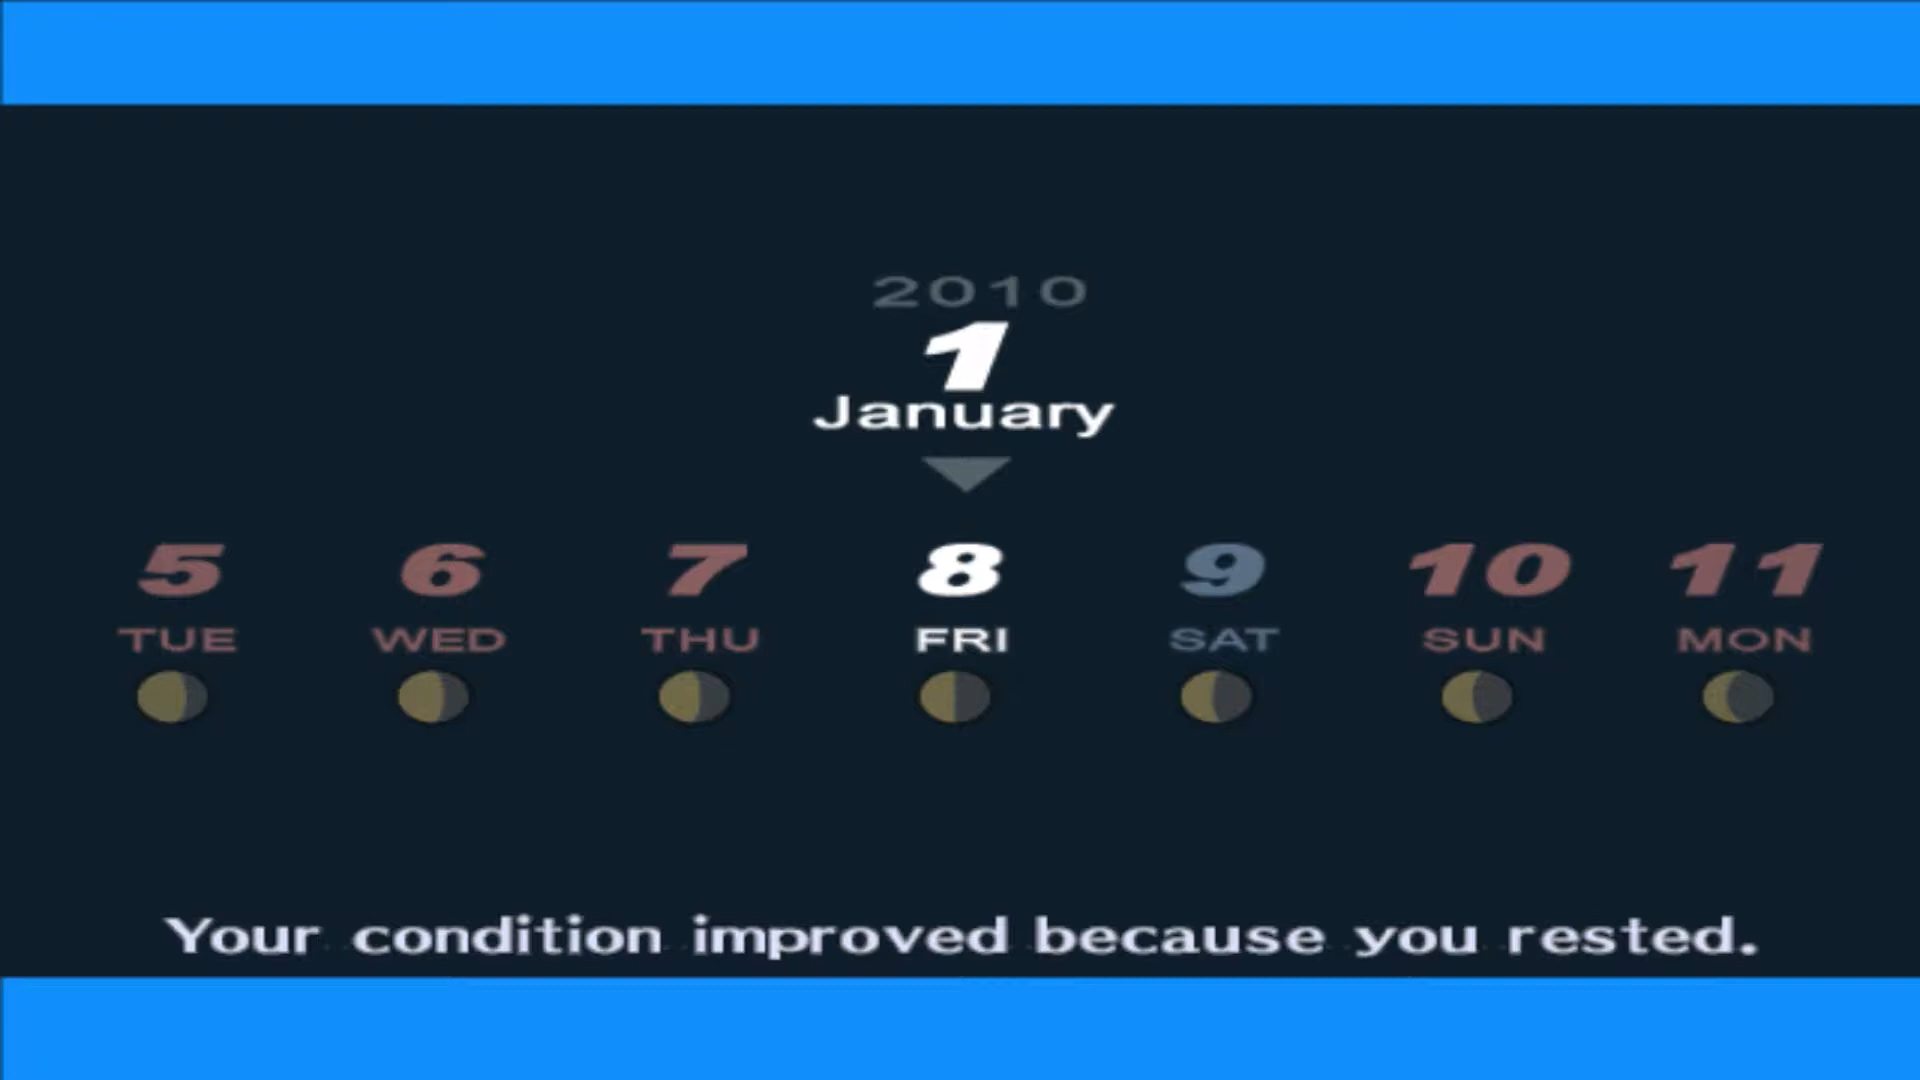 2010
1
January
5 6 7 8 9 10 11
TUE WED THU FRI SAT SUN MON
Your condition improved because you rested.